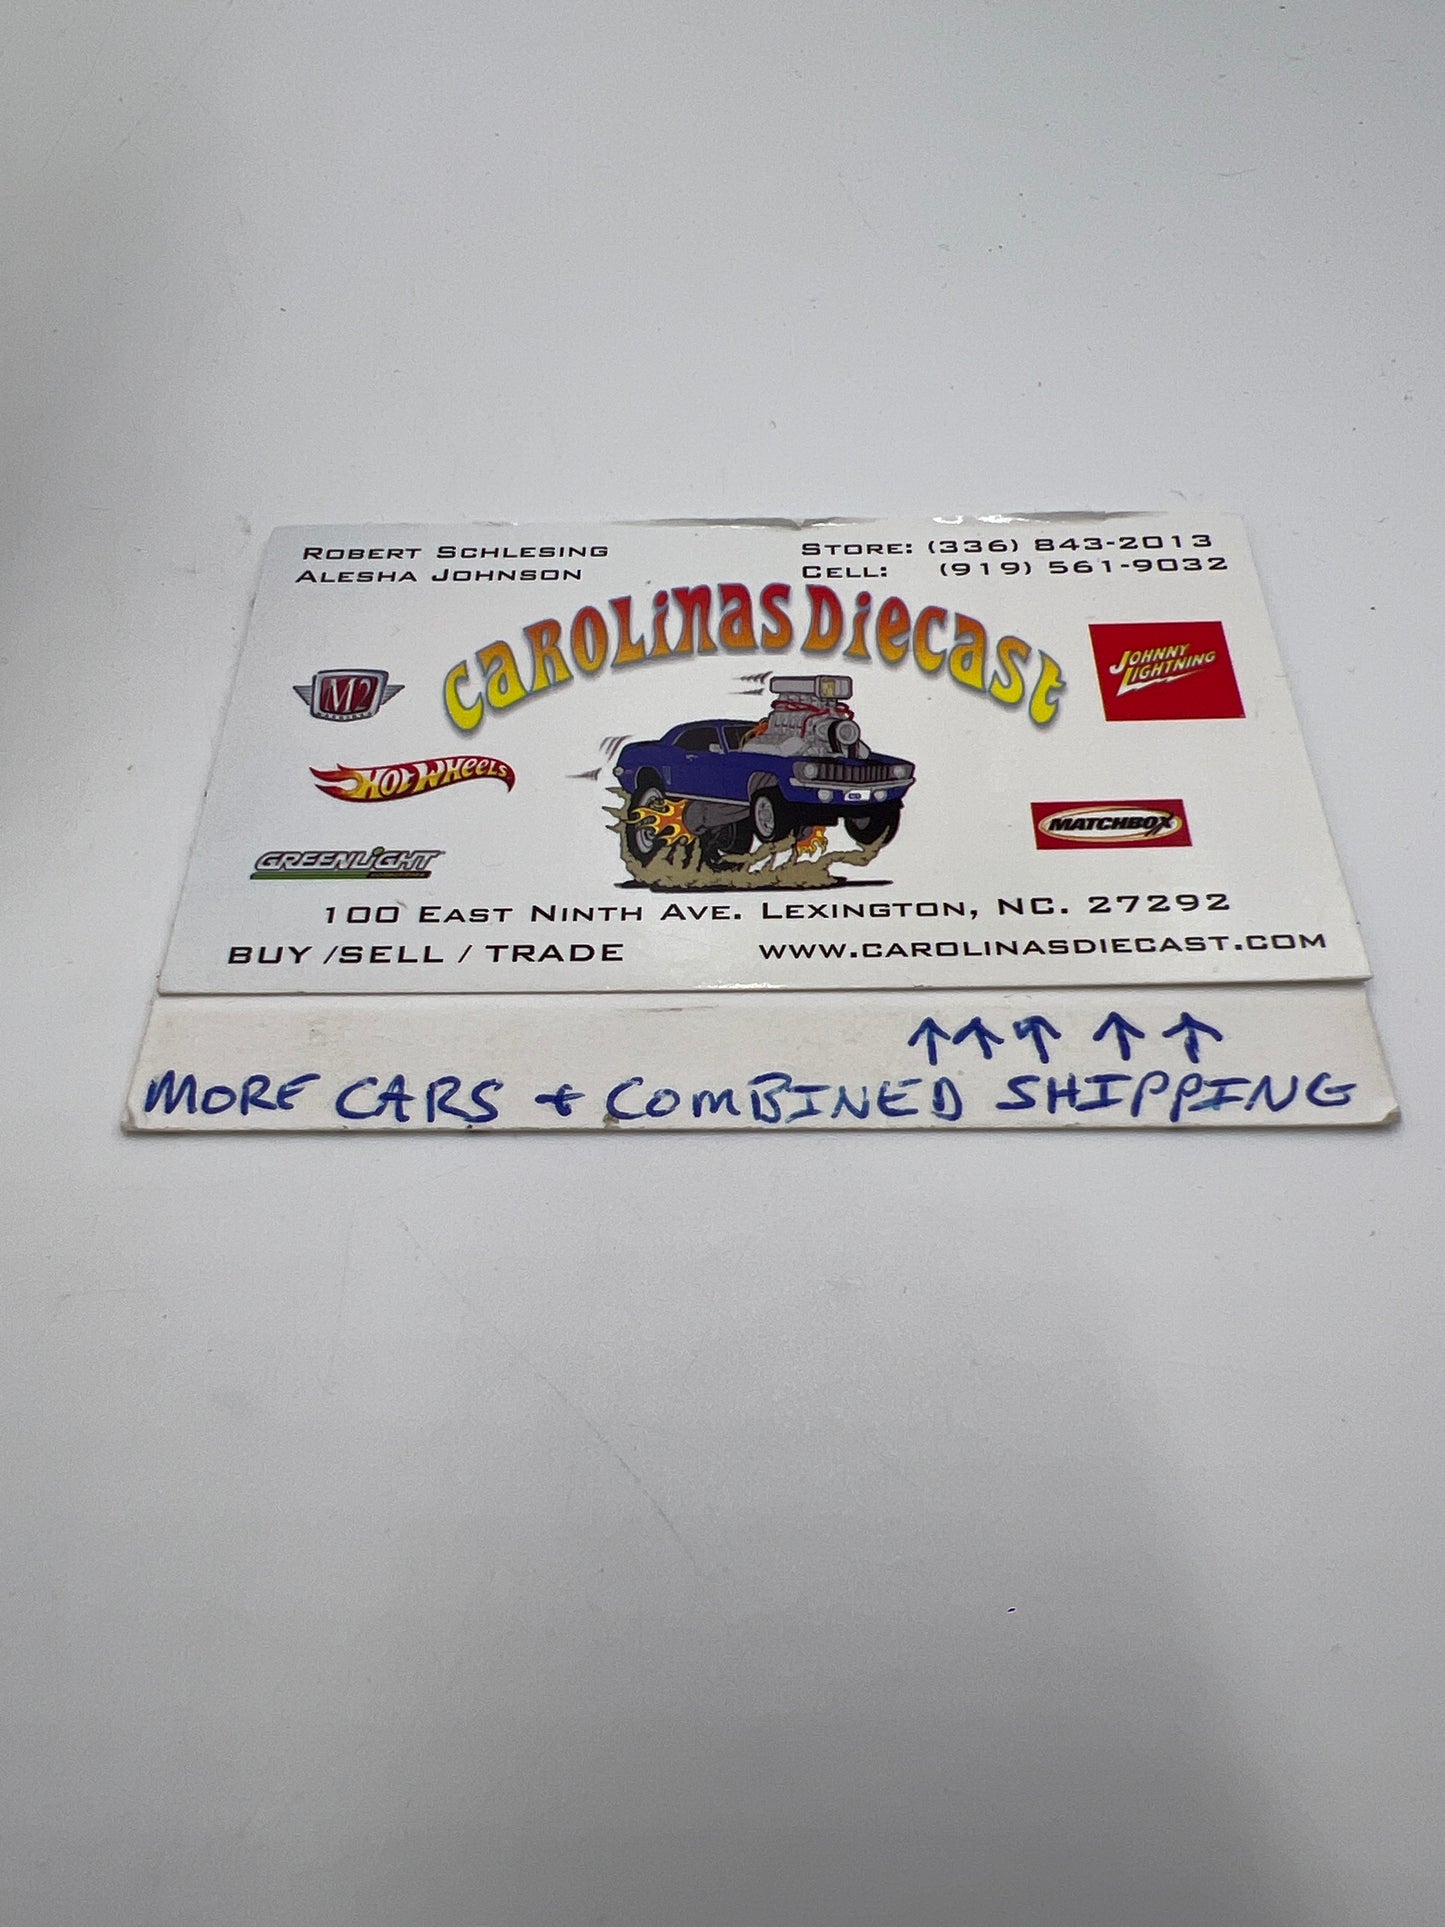 ROBERT SCHLESING
ALESHA JOHNSON
STORE: (336) 843-2013
CELL: (919) 561-9032
CAROLINAS DIECAST
M2
JOHNNY LIGHTNING
HOT WHEELS
MATCHBOX
GREENLIGHT
100 EAST NINTH AVE. LEXINGTON, NC. 27292
BUY /SELL / TRADE
WWW.CAROLINASDIECAST.COM
↑ ↑ ↑ ↑ ↑
MORE CARS + COMBINED SHIPPING